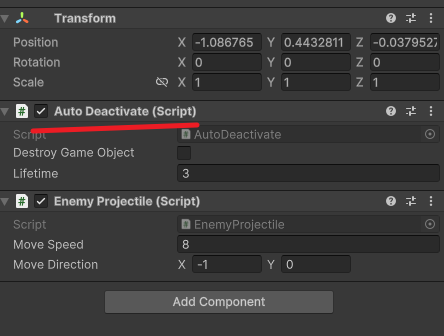 Transform
Position X -1.086765 Y 0.4432811 Z -0.0379527
Rotation X 0 Y 0 Z 0
Scale X 1 Y 1 Z 1
# Auto Deactivate (Script)
Script # AutoDeactivate
Destroy Game Object
Lifetime 3
# Enemy Projectile (Script)
Script # EnemyProjectile
Move Speed 8
Move Direction X -1 Y 0
Add Component